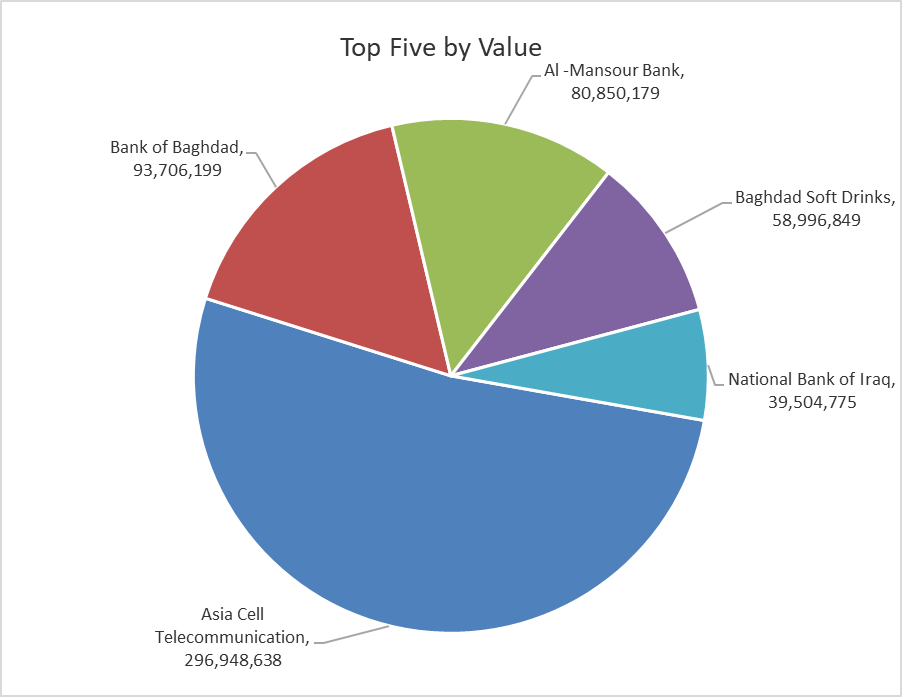 Top Five by Value
Al -Mansour Bank,
80,850,179
Bank of Baghdad,
93,706,199
Baghdad Soft Drinks,
58,996,849
National Bank of Iraq,
39,504,775
Asia Cell
Telecommunication,
296,948,638